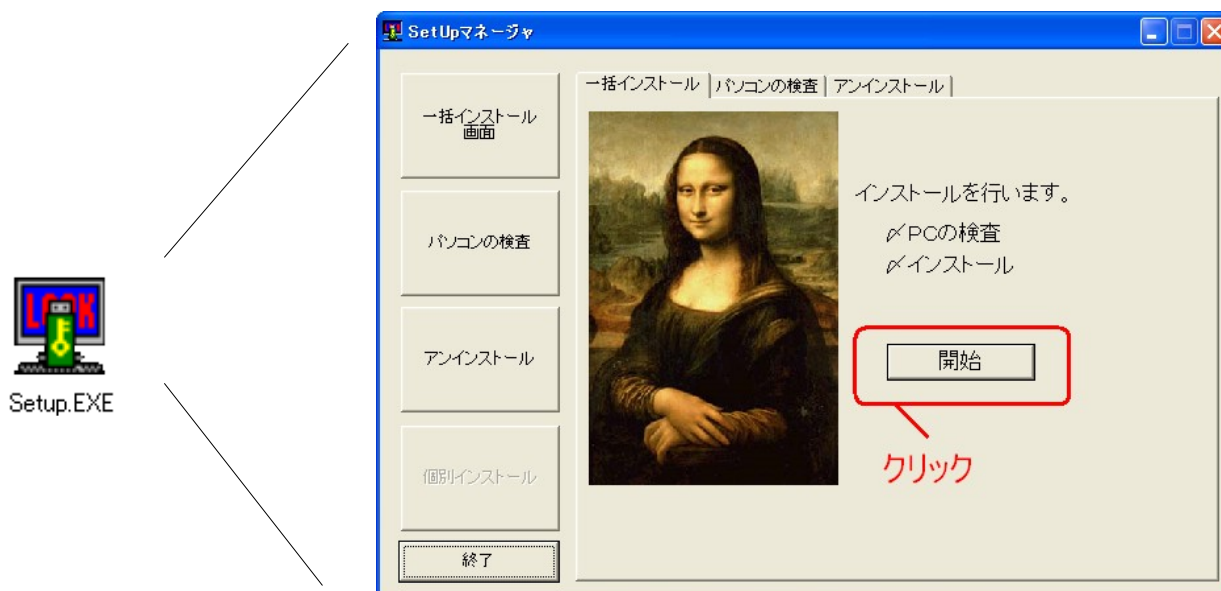 SetUpマネージャ
一括インストール
画面
パソコンの検査
アンインストール
個別インストール
終了
一括インストール
パソコンの検査
アンインストール
インストールを行います。
〆PCの検査
〆インストール
開始
クリック
LOCK
Setup.EXE